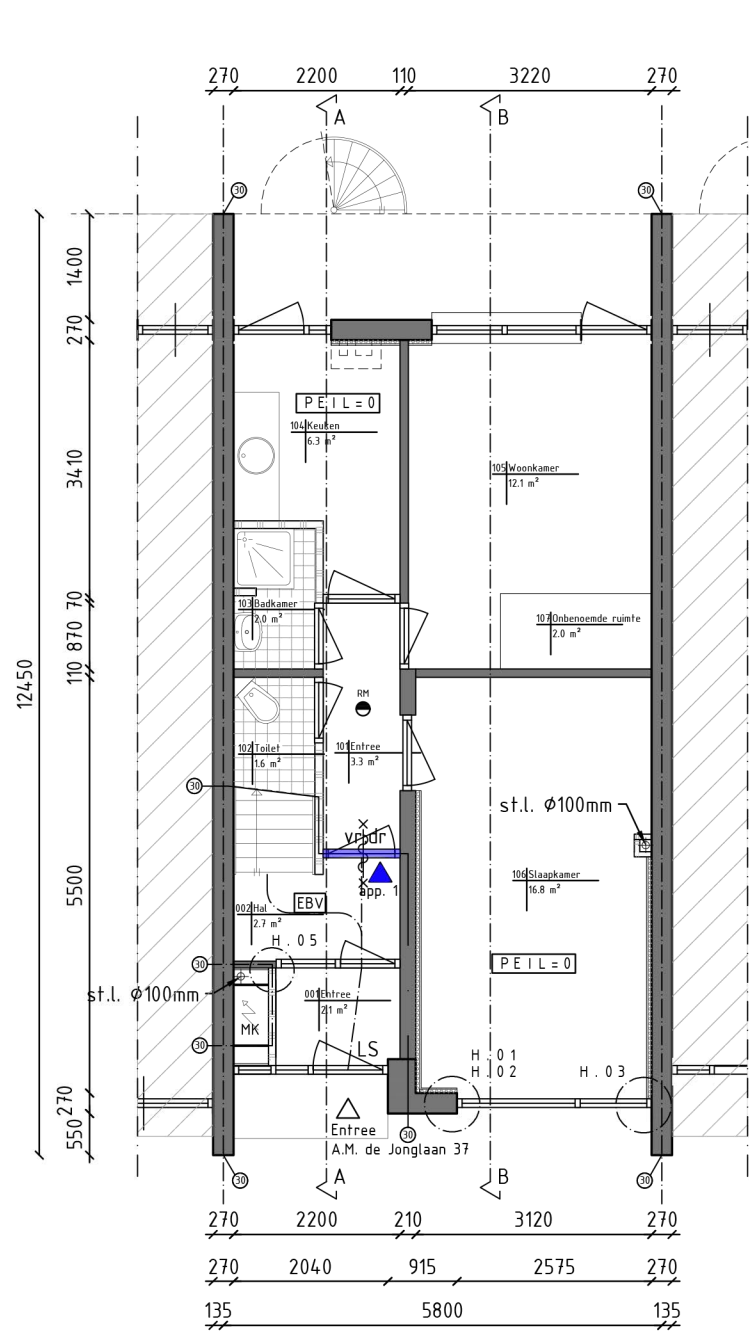 270 2200 110 3220 270
A B
30 30
1400
270
PEIL=0
104 Keuken
6.3 m²
3410
105 Woonkamer
12.1 m²
70
103 Badkamer
2.0 m²
107 Onbenoemde ruimte
2.0 m²
870
110
12450
RM
102 Toilet
1.6 m²
101 Entree
3.3 m²
30
st.l. Ø100mm
vrbdr
5500
app. 1
106 Slaapkamer
16.8 m²
EBV
002 Hal
2.7 m²
H.05
30
PEIL=0
st.l. Ø100mm
001 Entree
2.1 m²
MK
30
LS
H.01
H.02 H.03
270
550
Entree
30
A.M. de Jonglaan 37
30 A B 30
270 2200 210 3120 270
270 2040 915 2575 270
135 5800 135